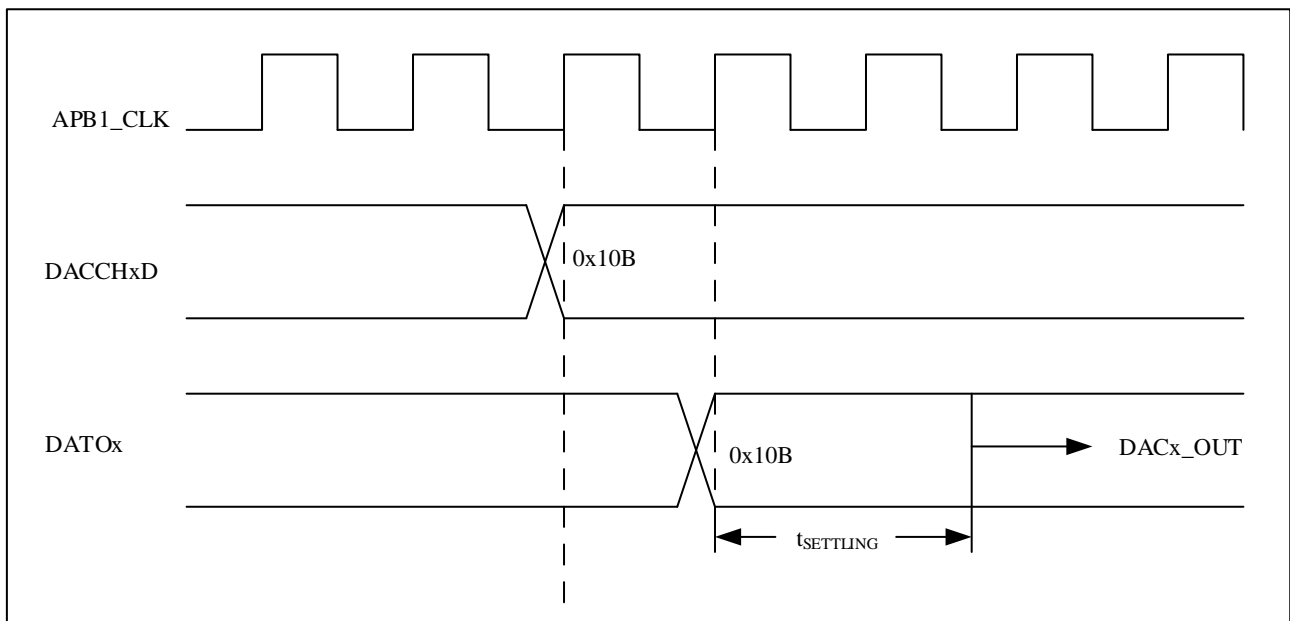 APB1_CLK
DACCHxD
0x10B
DATOx
0x10B
DACx_OUT
tSETTLING